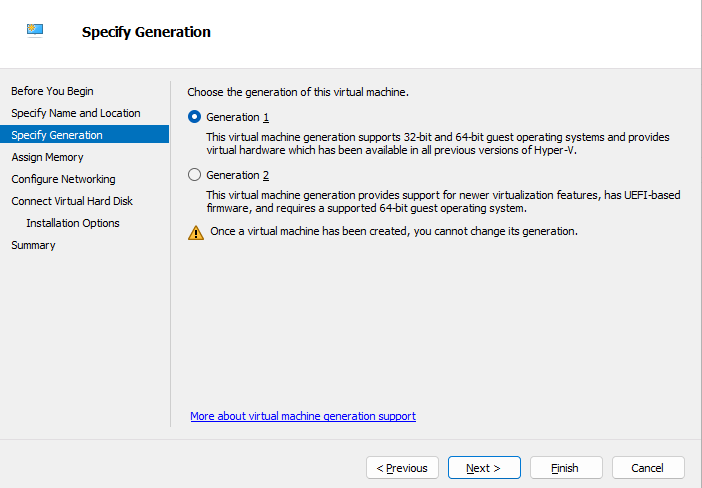 Specify Generation
Before You Begin
Specify Name and Location
Specify Generation
Assign Memory
Configure Networking
Connect Virtual Hard Disk
Installation Options
Summary
Choose the generation of this virtual machine.
Generation 1
This virtual machine generation supports 32-bit and 64-bit guest operating systems and provides
virtual hardware which has been available in all previous versions of Hyper-V.
Generation 2
This virtual machine generation provides support for newer virtualization features, has UEFI-based
firmware, and requires a supported 64-bit guest operating system.
Once a virtual machine has been created, you cannot change its generation.
More about virtual machine generation support
< Previous
Next >
Finish
Cancel